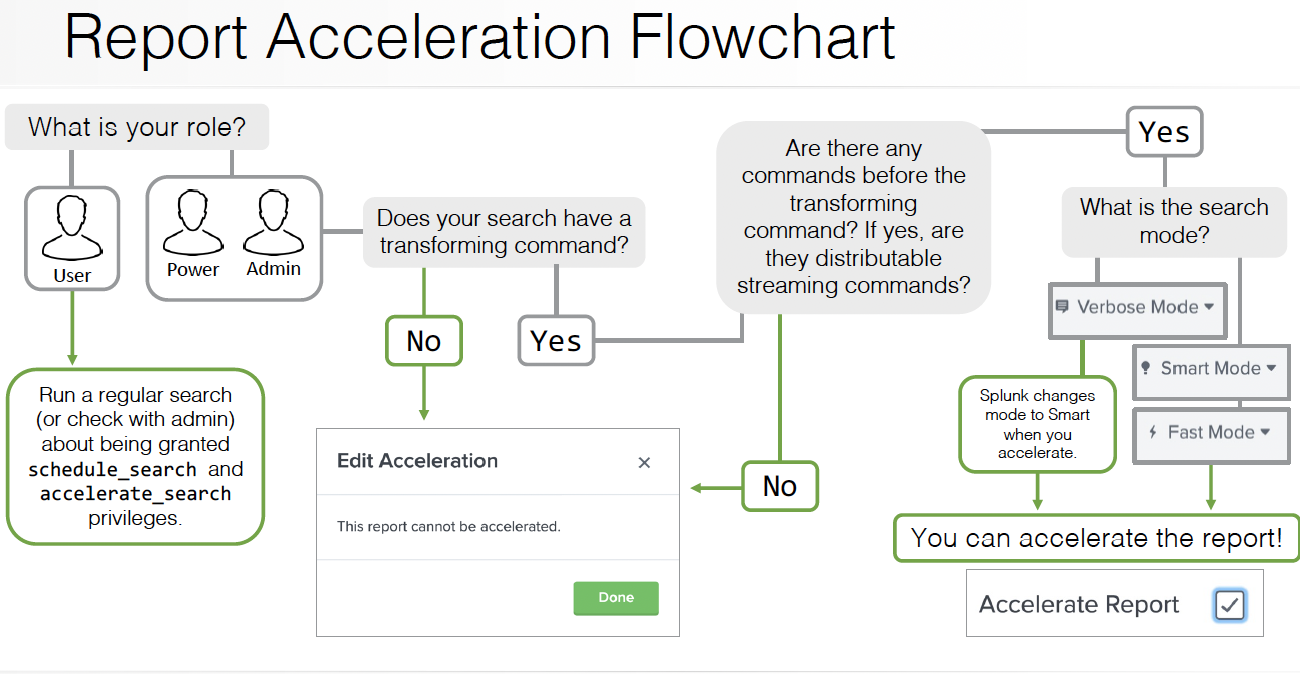 Report Acceleration Flowchart
What is your role?
User
Power
Admin
Run a regular search
(or check with admin)
about being granted
schedule_search and
accelerate_search
privileges.
Does your search have a
transforming command?
No
Yes
Edit Acceleration
×
This report cannot be accelerated.
Done
Are there any
commands before the
transforming
command? If yes, are
they distributable
streaming commands?
No
Yes
What is the search
mode?
Verbose Mode
Smart Mode
Fast Mode
Splunk changes
mode to Smart
when you
accelerate.
You can accelerate the report!
Accelerate Report